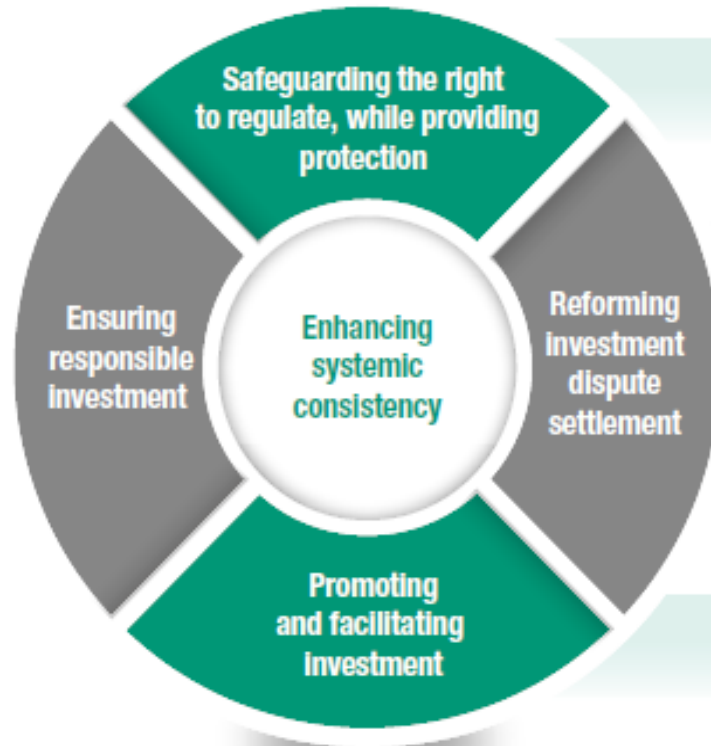 Safeguarding the right
to regulate, while providing
protection
Ensuring
responsible
investment
Enhancing
systemic
consistency
Reforming
investment
dispute
settlement
Promoting
and facilitating
investment